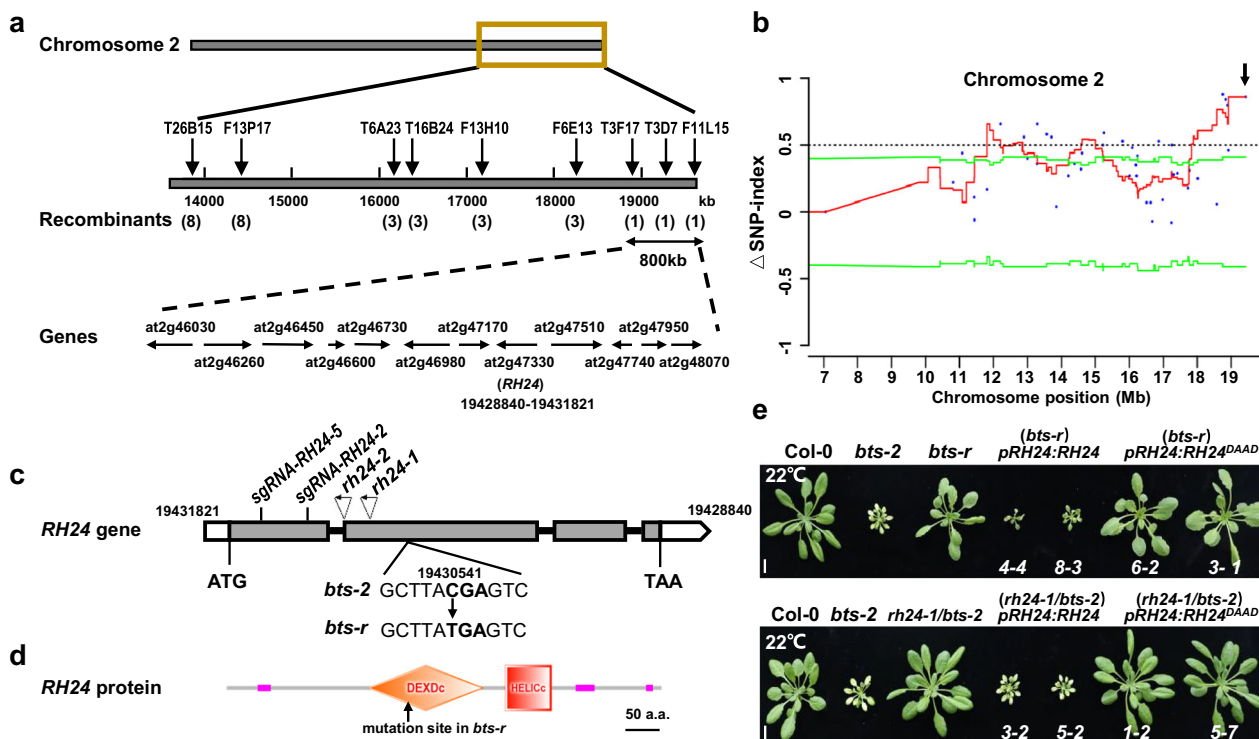 a
Chromosome 2
T26B15 F13P17 T6A23 T16B24 F13H10 F6E13 T3F17 T3D7 F11L15
14000 15000 16000 17000 18000 19000 kb
Recombinants (8) (8) (3) (3) (3) (3) (1) (1) (1)
800kb
Genes
at2g46030 at2g46450 at2g46730 at2g47170 at2g47510 at2g47950
at2g46260 at2g46600 at2g46980 at2g47330 at2g47740 at2g48070
(RH24)
19428840-19431821
b
Chromosome 2
△SNP-index
1
0.5
0
-0.5
-1
7 8 9 10 11 12 13 14 15 16 17 18 19
Chromosome position (Mb)
c
sgRNA-RH24-5
sgRNA-RH24-2
rh24-2
rh24-1
19431821
19428840
RH24 gene
ATG
TAA
19430541
bts-2 GCTTACGAGTC
bts-r GCTTATGAGTC
d
RH24 protein
DEXDc
HELICc
mutation site in bts-r
50 a.a.
e
Col-0 bts-2 bts-r (bts-r) pRH24:RH24 (bts-r) pRH24:RH24DAAD
22℃
4-4 8-3 6-2 3-1
Col-0 bts-2 rh24-1/bts-2 (rh24-1/bts-2) pRH24:RH24 (rh24-1/bts-2) pRH24:RH24DAAD
22℃
3-2 5-2 1-2 5-7